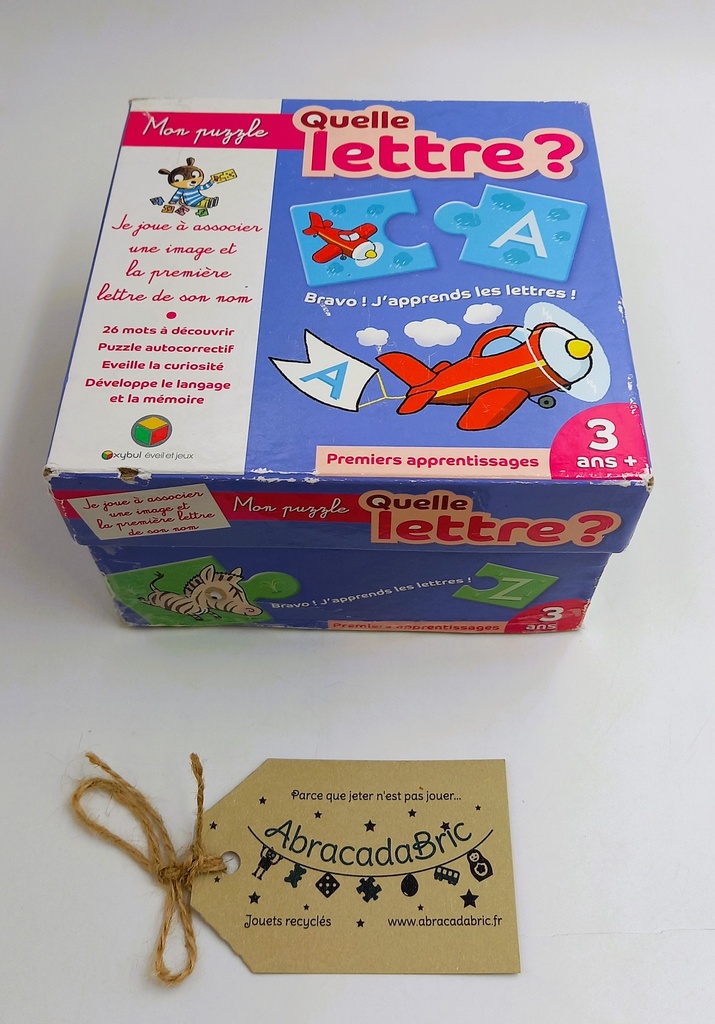 Mon puzzle
Quelle
lettre ?
Je joue à associer
une image et
la première
lettre de son nom
26 mots à découvrir
Puzzle autocorrectif
Eveille la curiosité
Développe le langage
et la mémoire
oxybul éveil et jeux
A
Bravo ! J'apprends les lettres !
A
Premiers apprentissages
3
ans +
Je joue à associer
une image et
la première lettre
de son nom
Mon puzzle
Quelle
lettre ?
Bravo ! J'apprends les lettres !
Z
Premiers apprentissages
3
ans
Parce que jeter n'est pas jouer...
AbracadaBric
Jouets recyclés
www.abracadabric.fr